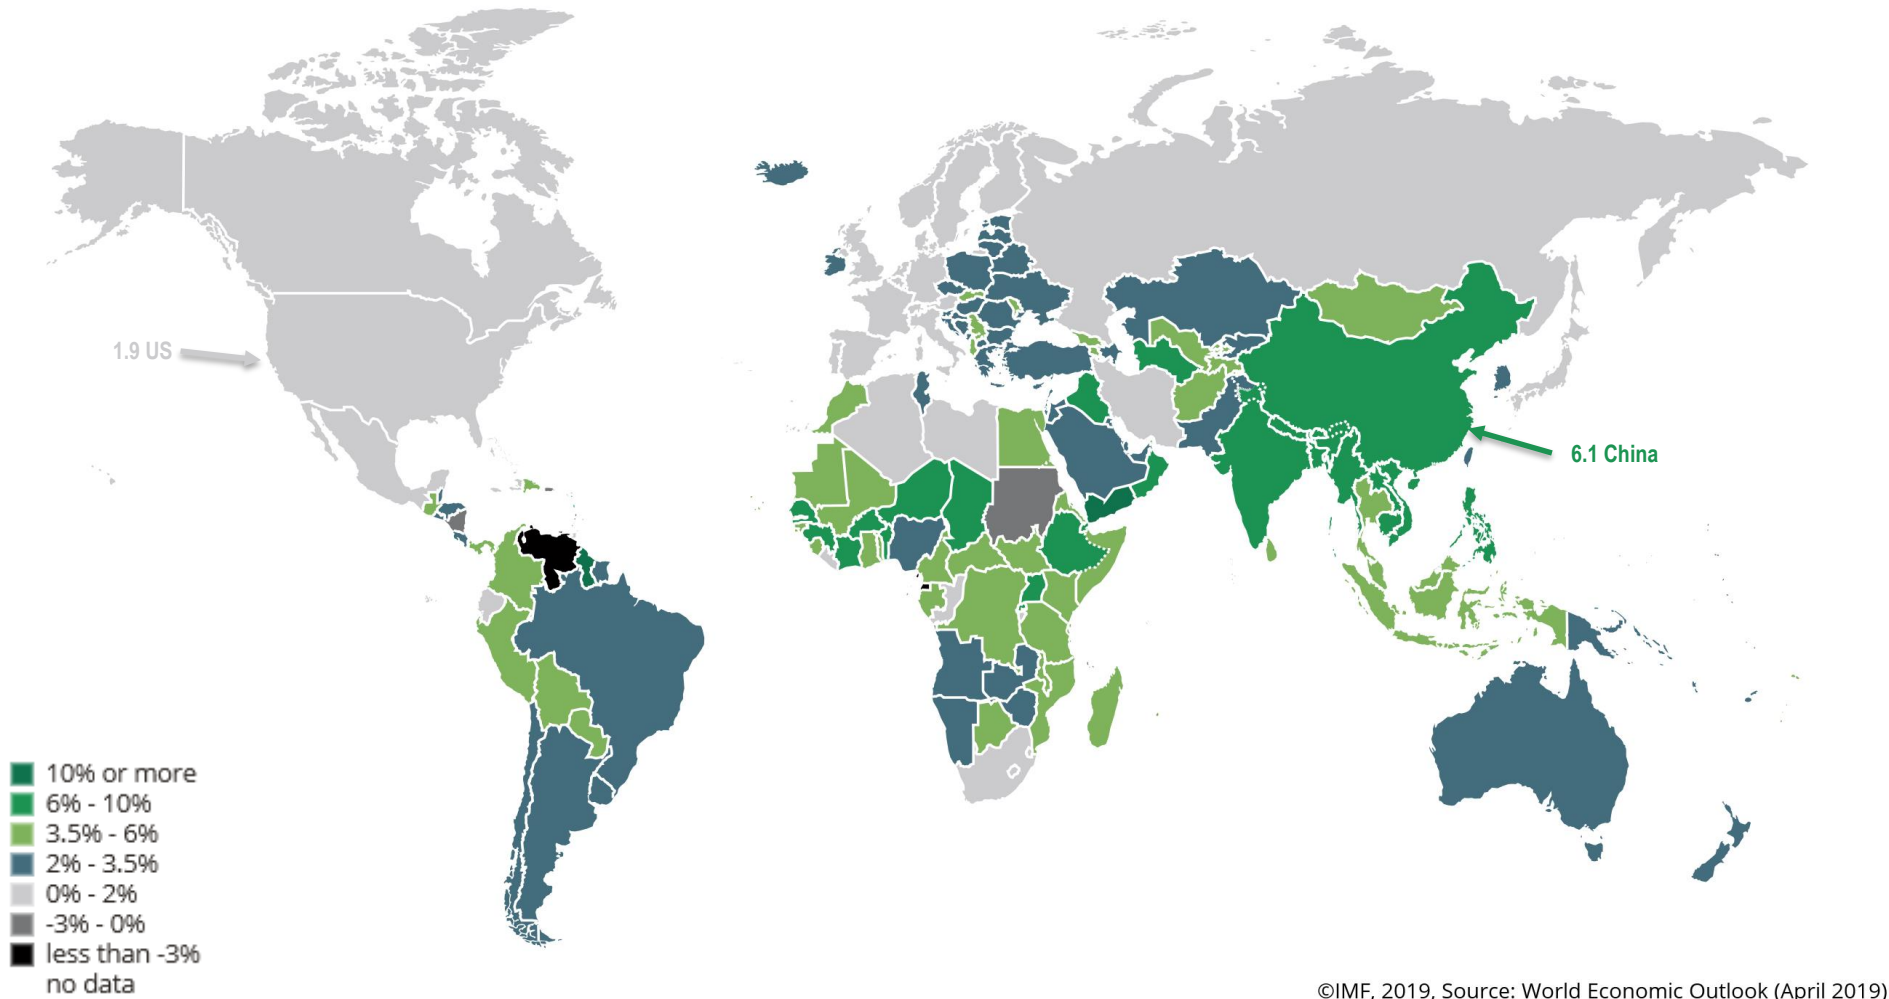 1.9 US
6.1 China
10% or more
6% - 10%
3.5% - 6%
2% - 3.5%
0% - 2%
-3% - 0%
less than -3%
no data
©IMF, 2019, Source: World Economic Outlook (April 2019)